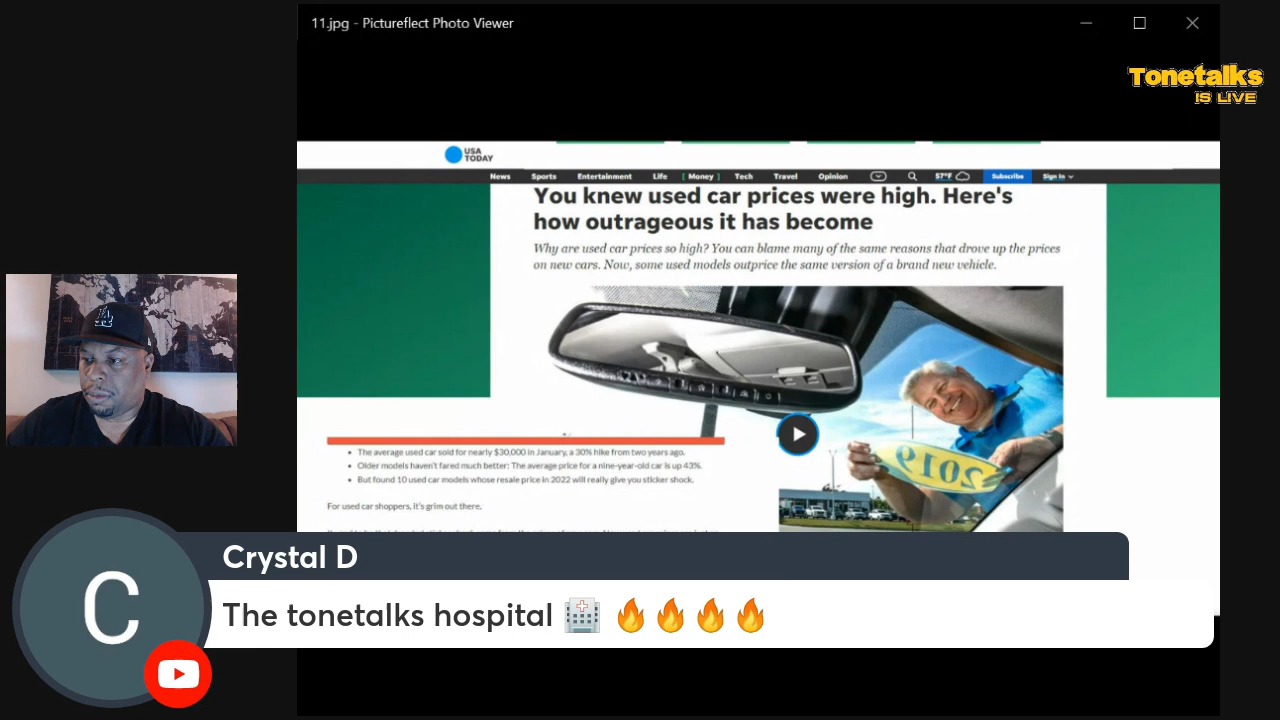 11.jpg - Pictureflect Photo Viewer
Tonetalks
IS LIVE
USA
TODAY
News Sports Entertainment Life [ Money ] Tech Travel Opinion 57°F Subscribe Sign In
You knew used car prices were high. Here's
how outrageous it has become
Why are used car prices so high? You can blame many of the same reasons that drove up the prices
on new cars. Now, some used models outprice the same version of a brand new vehicle.
LA
2019
• The average used car sold for nearly $30,000 in January, a 30% hike from two years ago.
• Older models haven't fared much better: The average price for a nine-year-old car is up 43%.
• But found 10 used car models whose resale price in 2022 will really give you sticker shock.
For used car shoppers, it's grim out there.
C
Crystal D
The tonetalks hospital 🏥 🔥 🔥 🔥 🔥